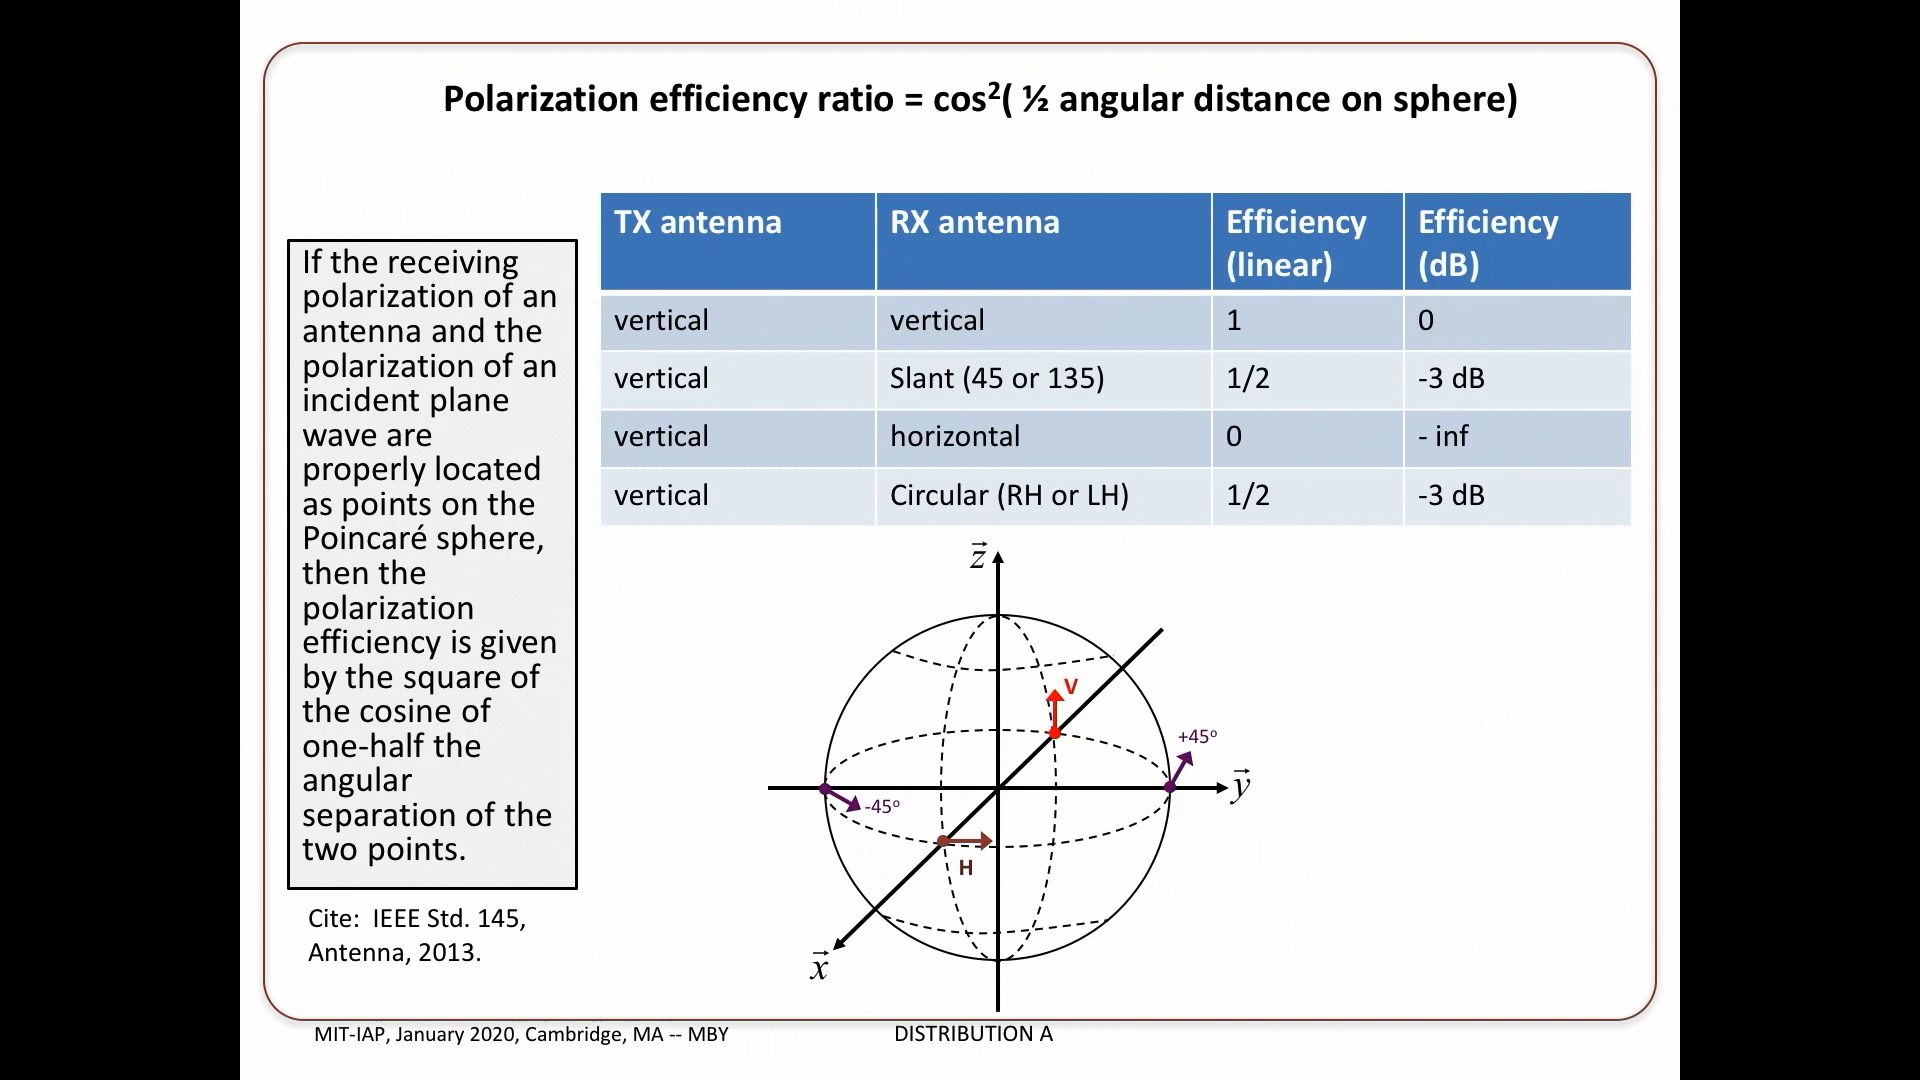 Polarization efficiency ratio = cos²( ½ angular distance on sphere)
If the receiving
polarization of an
antenna and the
polarization of an
incident plane
wave are
properly located
as points on the
Poincaré sphere,
then the
polarization
efficiency is given
by the square of
the cosine of
one-half the
angular
separation of the
two points.
Cite:  IEEE Std. 145,
Antenna, 2013.
TX antenna RX antenna Efficiency (linear) Efficiency (dB)
vertical vertical 1 0
vertical Slant (45 or 135) 1/2 -3 dB
vertical horizontal 0 - inf
vertical Circular (RH or LH) 1/2 -3 dB
z⃗
V
+45º
y⃗
-45º
H
x⃗
MIT-IAP, January 2020, Cambridge, MA -- MBY
DISTRIBUTION A